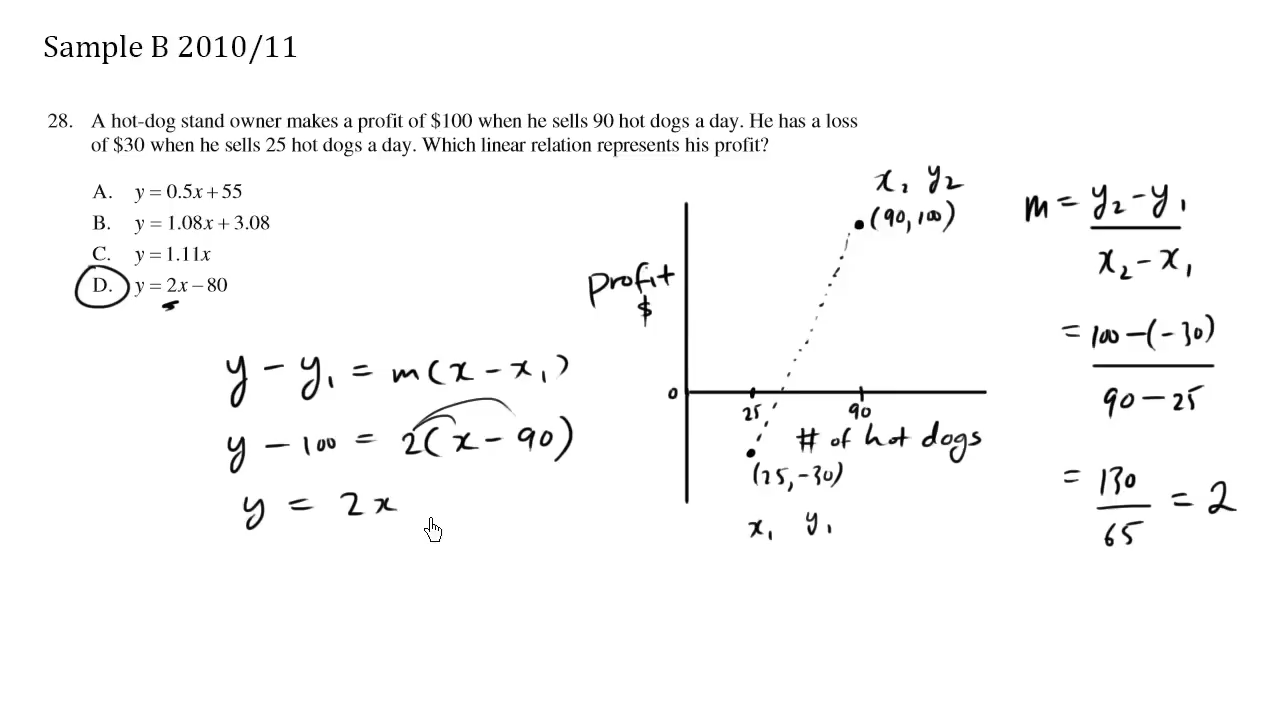 Sample B 2010/11
28. A hot-dog stand owner makes a profit of $100 when he sells 90 hot dogs a day. He has a loss
of $30 when he sells 25 hot dogs a day. Which linear relation represents his profit?
A. y = 0.5x + 55
B. y = 1.08x + 3.08
C. y = 1.11x
D. y = 2x – 80
y – y₁ = m(x – x₁)
y – 100 = 2(x – 90)
y = 2x
x₂ y₂
(90, 100)
Profit
$
0
25
90
# of hot dogs
(25, -30)
x₁ y₁
m = y₂ – y₁
x₂ – x₁
= 100 – (-30)
90 – 25
= 130
65
= 2